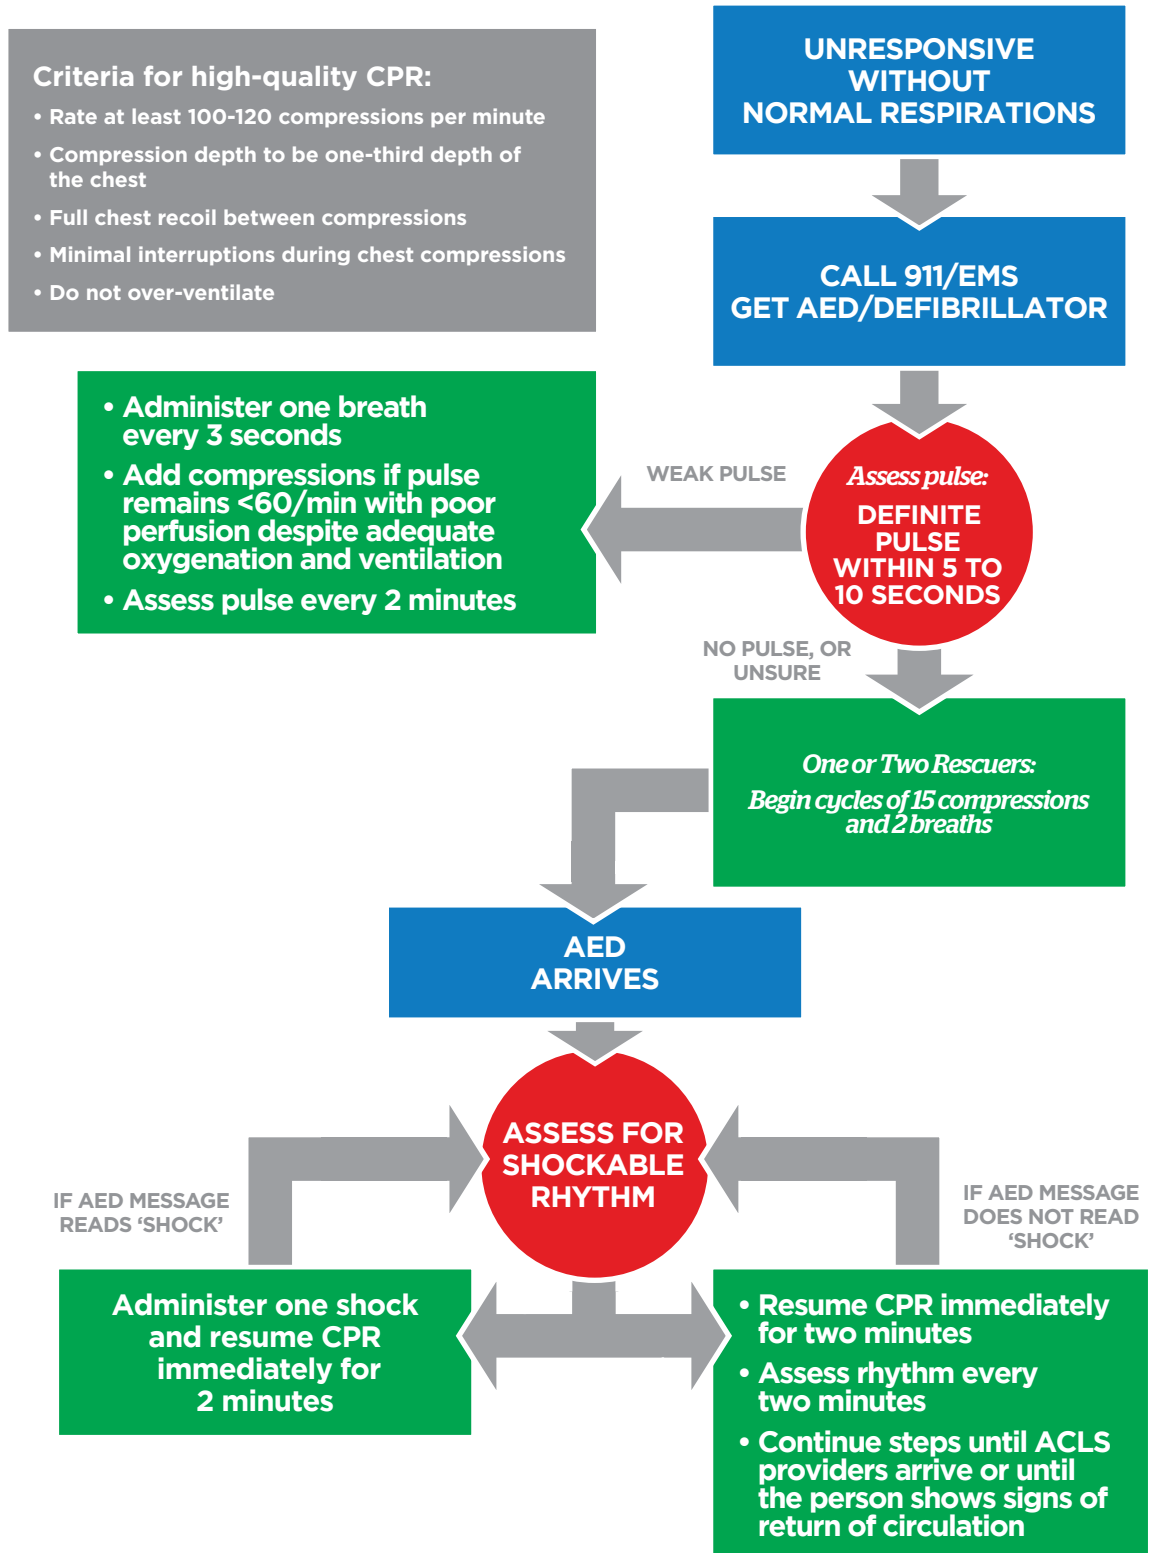 Criteria for high-quality CPR:
• Rate at least 100-120 compressions per minute
• Compression depth to be one-third depth of
the chest
• Full chest recoil between compressions
• Minimal interruptions during chest compressions
• Do not over-ventilate
UNRESPONSIVE
WITHOUT
NORMAL RESPIRATIONS
CALL 911/EMS
GET AED/DEFIBRILLATOR
Assess pulse:
DEFINITE
PULSE
WITHIN 5 TO
10 SECONDS
WEAK PULSE
• Administer one breath
every 3 seconds
• Add compressions if pulse
remains <60/min with poor
perfusion despite adequate
oxygenation and ventilation
• Assess pulse every 2 minutes
NO PULSE, OR
UNSURE
One or Two Rescuers:
Begin cycles of 15 compressions
and 2 breaths
AED
ARRIVES
ASSESS FOR
SHOCKABLE
RHYTHM
IF AED MESSAGE
READS ‘SHOCK’
Administer one shock
and resume CPR
immediately for
2 minutes
IF AED MESSAGE
DOES NOT READ
‘SHOCK’
• Resume CPR immediately
for two minutes
• Assess rhythm every
two minutes
• Continue steps until ACLS
providers arrive or until
the person shows signs of
return of circulation